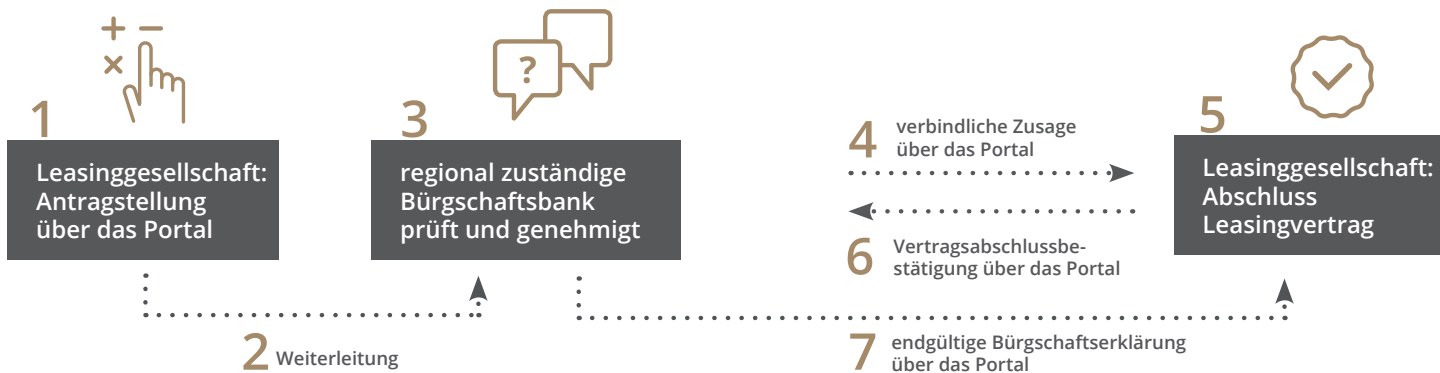 1
Leasinggesellschaft:
Antragstellung
über das Portal
2 Weiterleitung
?
3
regional zuständige
Bürgschaftsbank
prüft und genehmigt
4 verbindliche Zusage
über das Portal
5
Leasinggesellschaft:
Abschluss
Leasingvertrag
6 Vertragsabschlussbe-
stätigung über das Portal
7 endgültige Bürgschaftserklärung
über das Portal